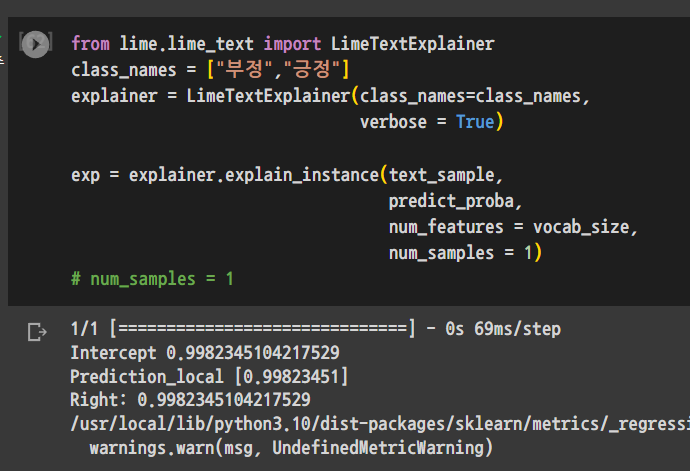 from lime.lime_text import LimeTextExplainer
class_names = ["부정","긍정"]
explainer = LimeTextExplainer(class_names=class_names,
verbose = True)
exp = explainer.explain_instance(text_sample,
predict_proba,
num_features = vocab_size,
num_samples = 1)
# num_samples = 1
1/1 [==============================] - 0s 69ms/step
Intercept 0.9982345104217529
Prediction_local [0.99823451]
Right: 0.9982345104217529
/usr/local/lib/python3.10/dist-packages/sklearn/metrics/_regressi
warnings.warn(msg, UndefinedMetricWarning)